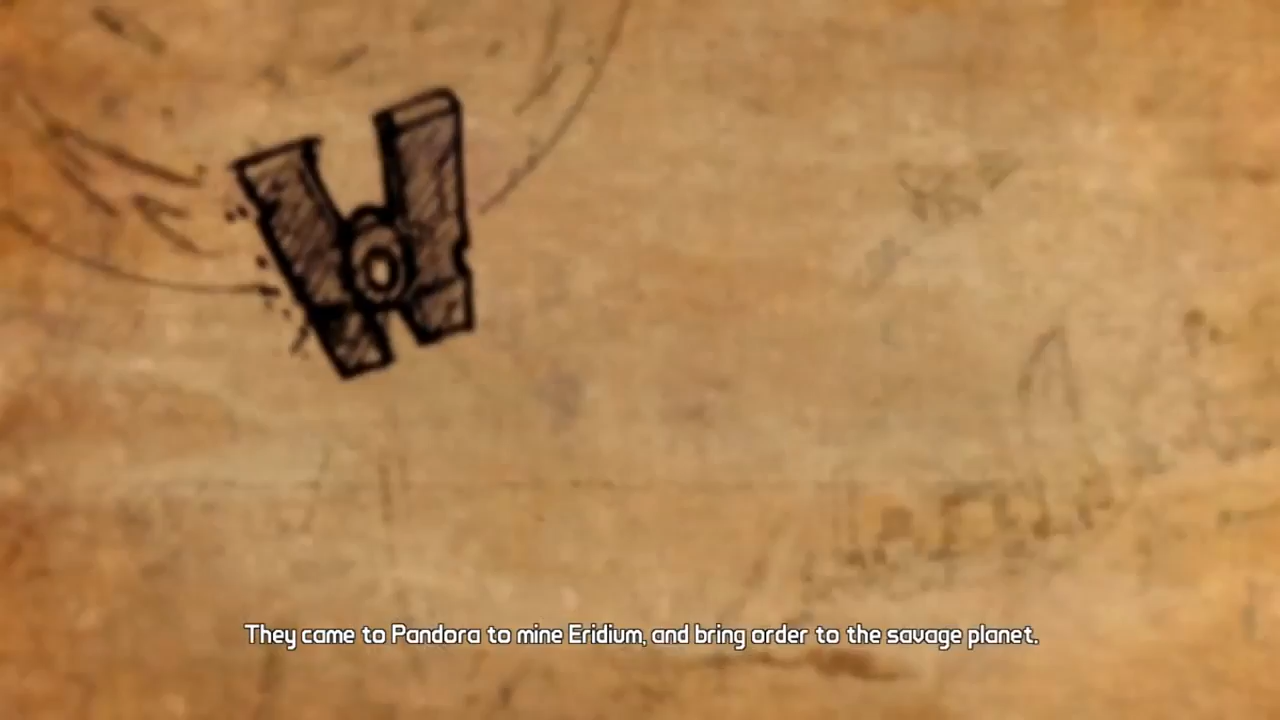 They came to Pandora to mine Eridium, and bring order to the savage planet.